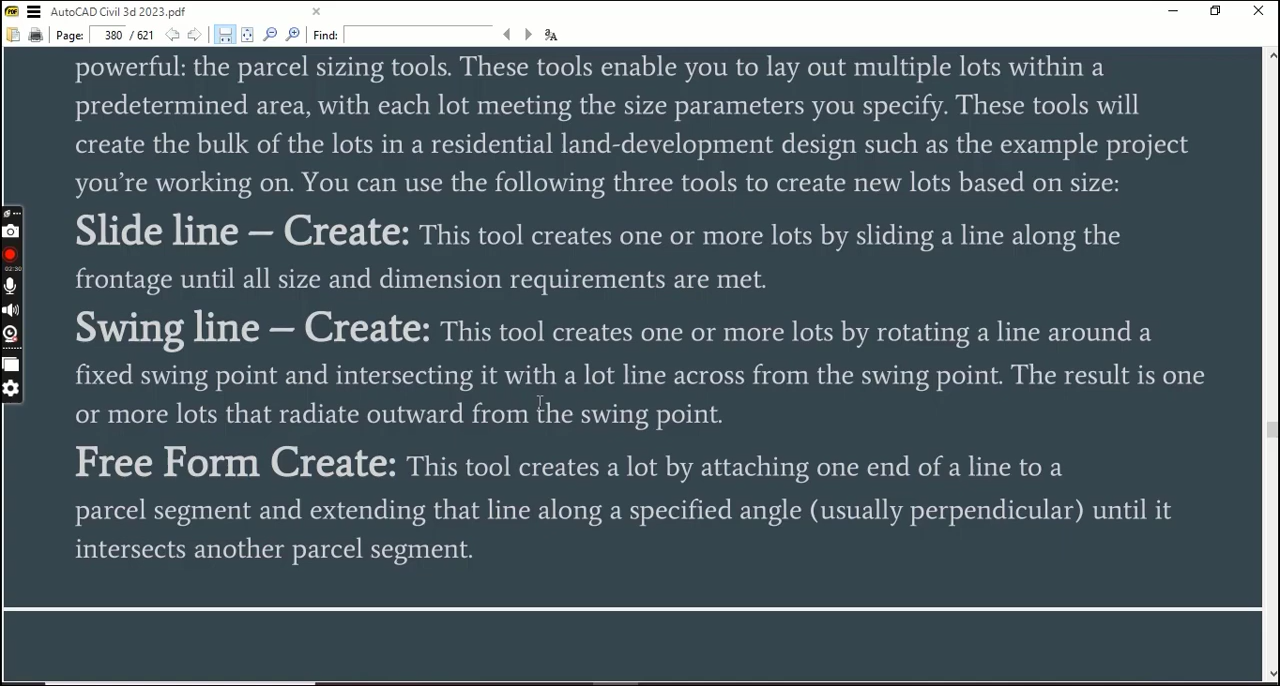 AutoCAD Civil 3d 2023.pdf
Page: 380 / 621 Find:
powerful: the parcel sizing tools. These tools enable you to lay out multiple lots within a
predetermined area, with each lot meeting the size parameters you specify. These tools will
create the bulk of the lots in a residential land-development design such as the example project
you’re working on. You can use the following three tools to create new lots based on size:
Slide line – Create: This tool creates one or more lots by sliding a line along the
frontage until all size and dimension requirements are met.
Swing line – Create: This tool creates one or more lots by rotating a line around a
fixed swing point and intersecting it with a lot line across from the swing point. The result is one
or more lots that radiate outward from the swing point.
Free Form Create: This tool creates a lot by attaching one end of a line to a
parcel segment and extending that line along a specified angle (usually perpendicular) until it
intersects another parcel segment.
02:30